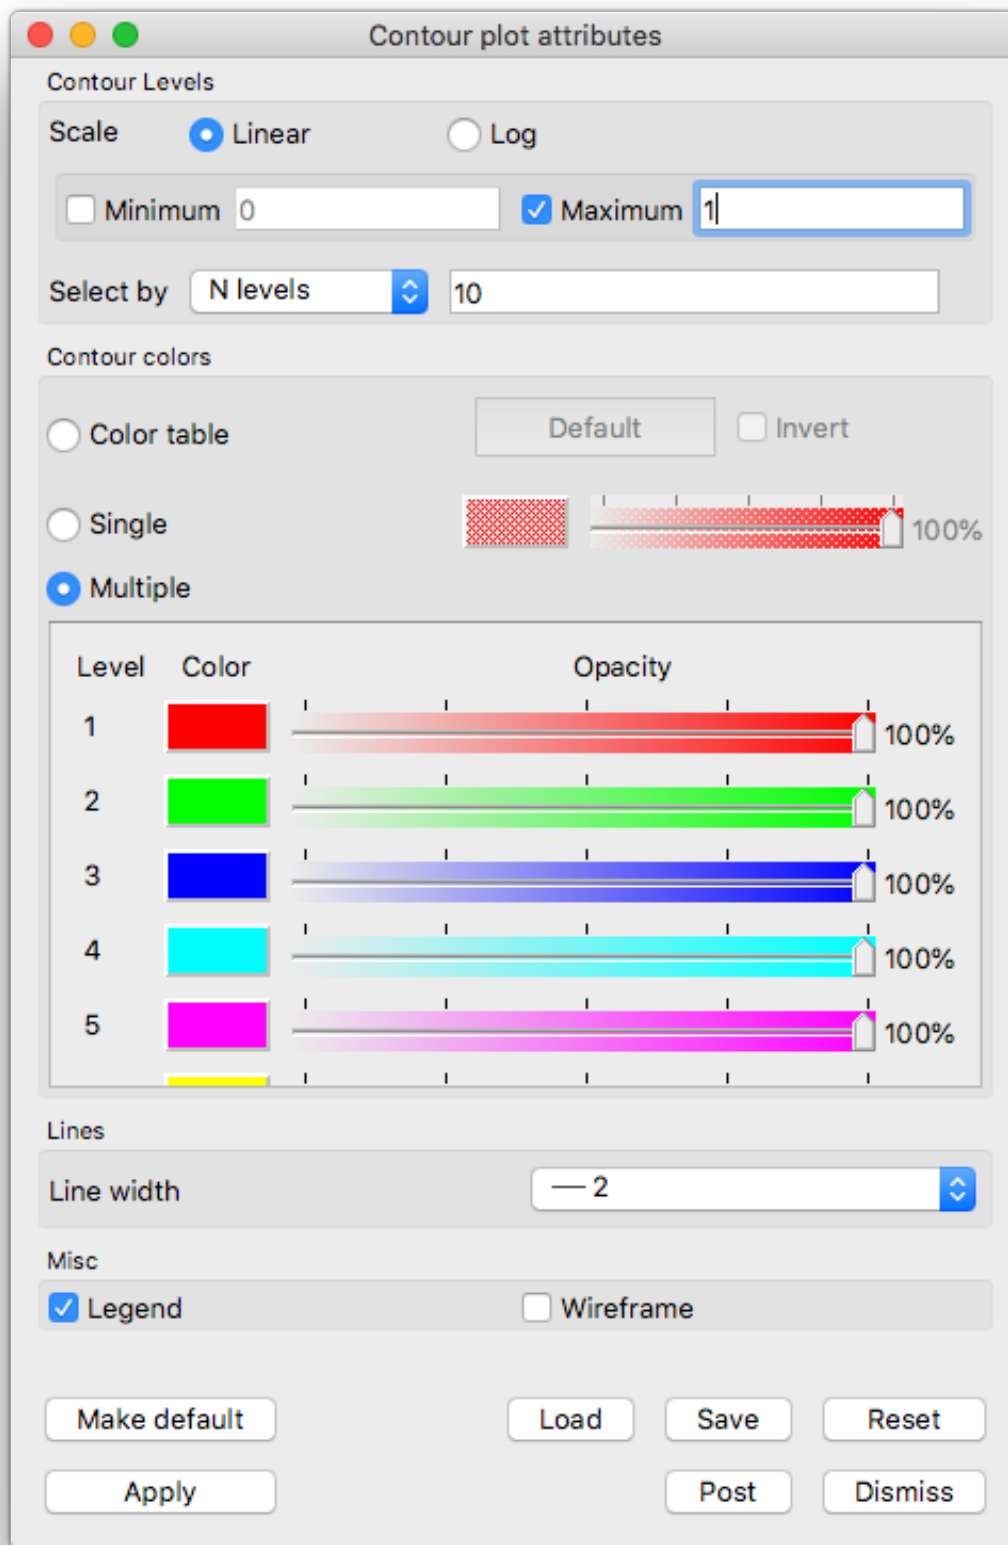 Contour plot attributes
Contour Levels
Scale Linear Log
Minimum 0 Maximum 1
Select by N levels 10
Contour colors
Color table Default Invert
Single 100%
Multiple
Level Color Opacity
1 100%
2 100%
3 100%
4 100%
5 100%
Lines
Line width 2
Misc
Legend Wireframe
Make default Load Save Reset
Apply Post Dismiss